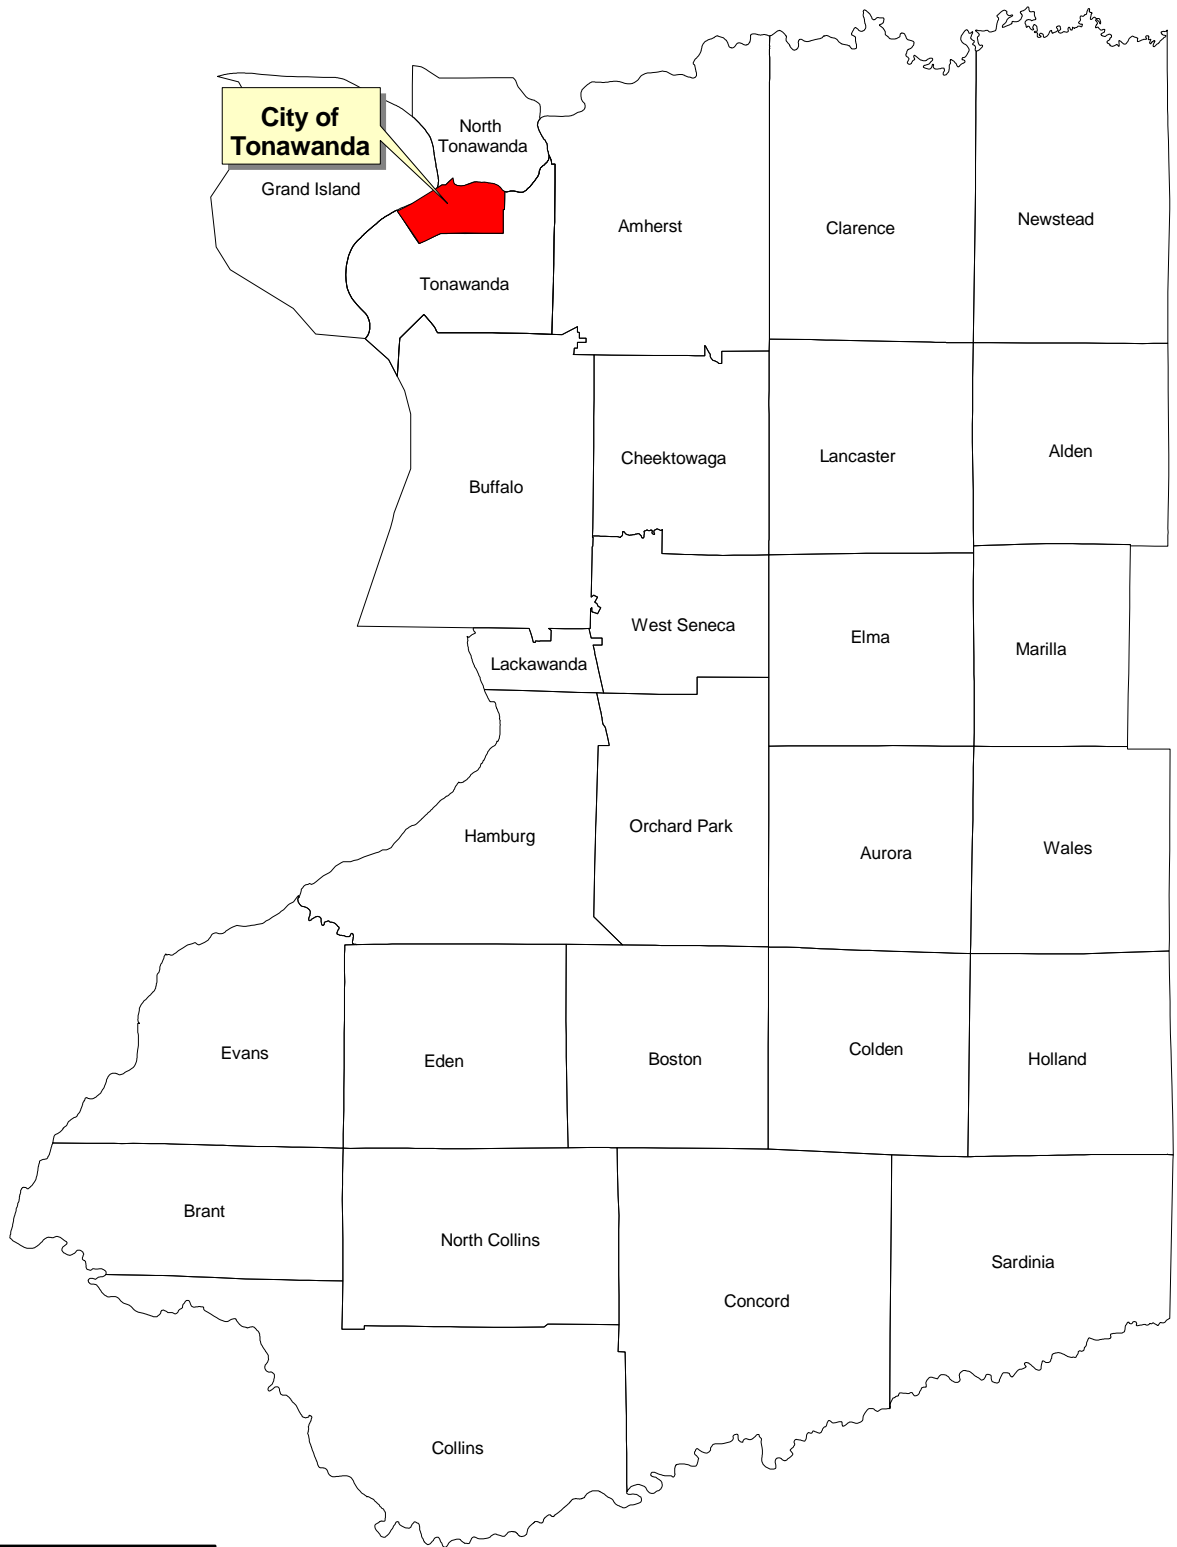 City of
Tonawanda
North
Tonawanda
Grand Island
Amherst
Clarence
Newstead
Tonawanda
Cheektowaga
Lancaster
Alden
Buffalo
West Seneca
Elma
Marilla
Lackawanda
Hamburg
Orchard Park
Aurora
Wales
Evans
Eden
Boston
Colden
Holland
Brant
North Collins
Sardinia
Concord
Collins